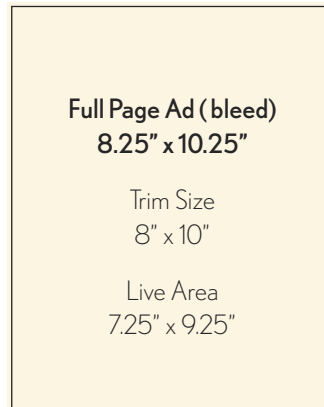 Full Page Ad (bleed)
8.25” x 10.25”
Trim Size
8” x 10”
Live Area
7.25” x 9.25”